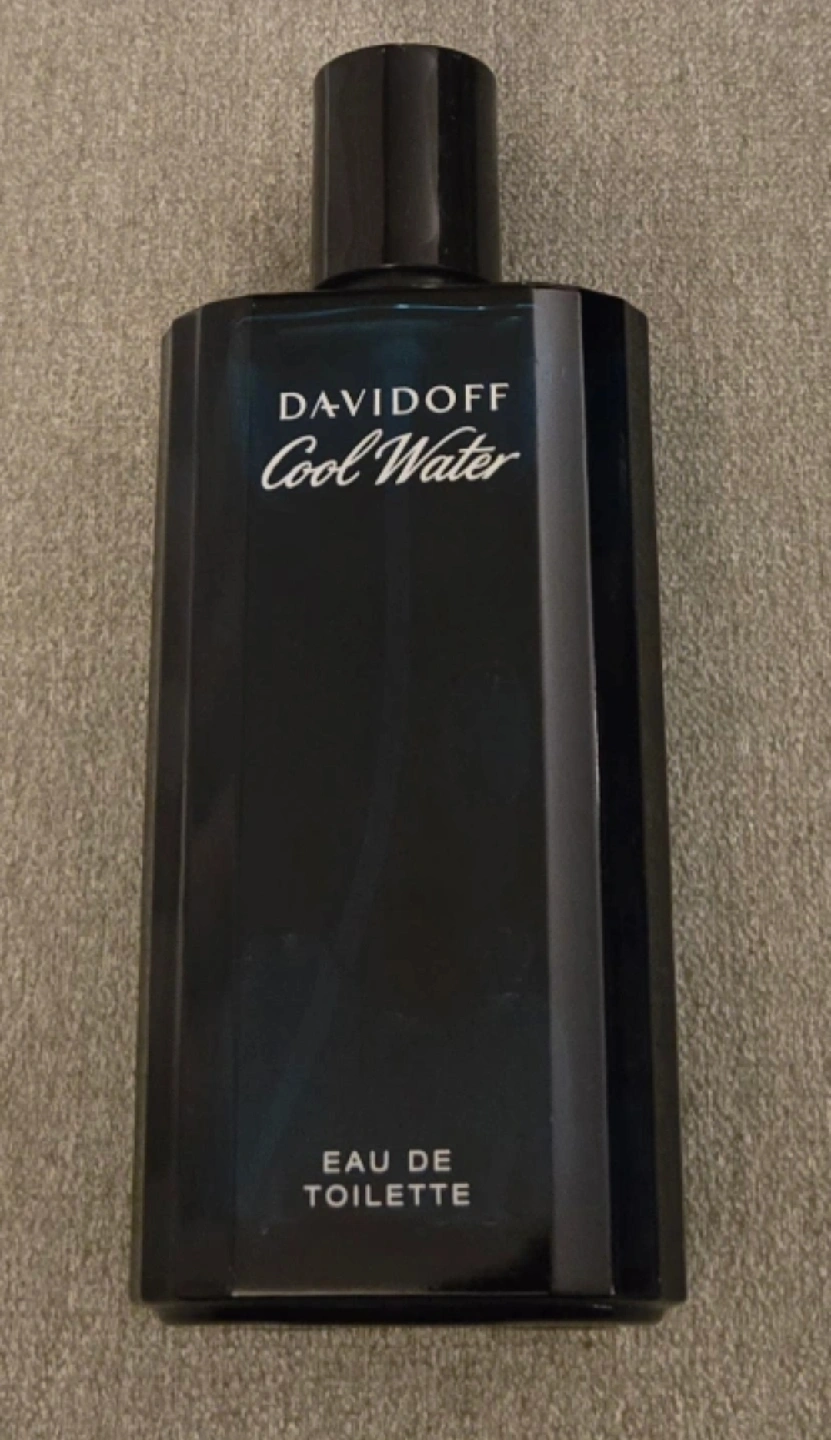 DAVIDOFF
Cool Water
EAU DE
TOILETTE